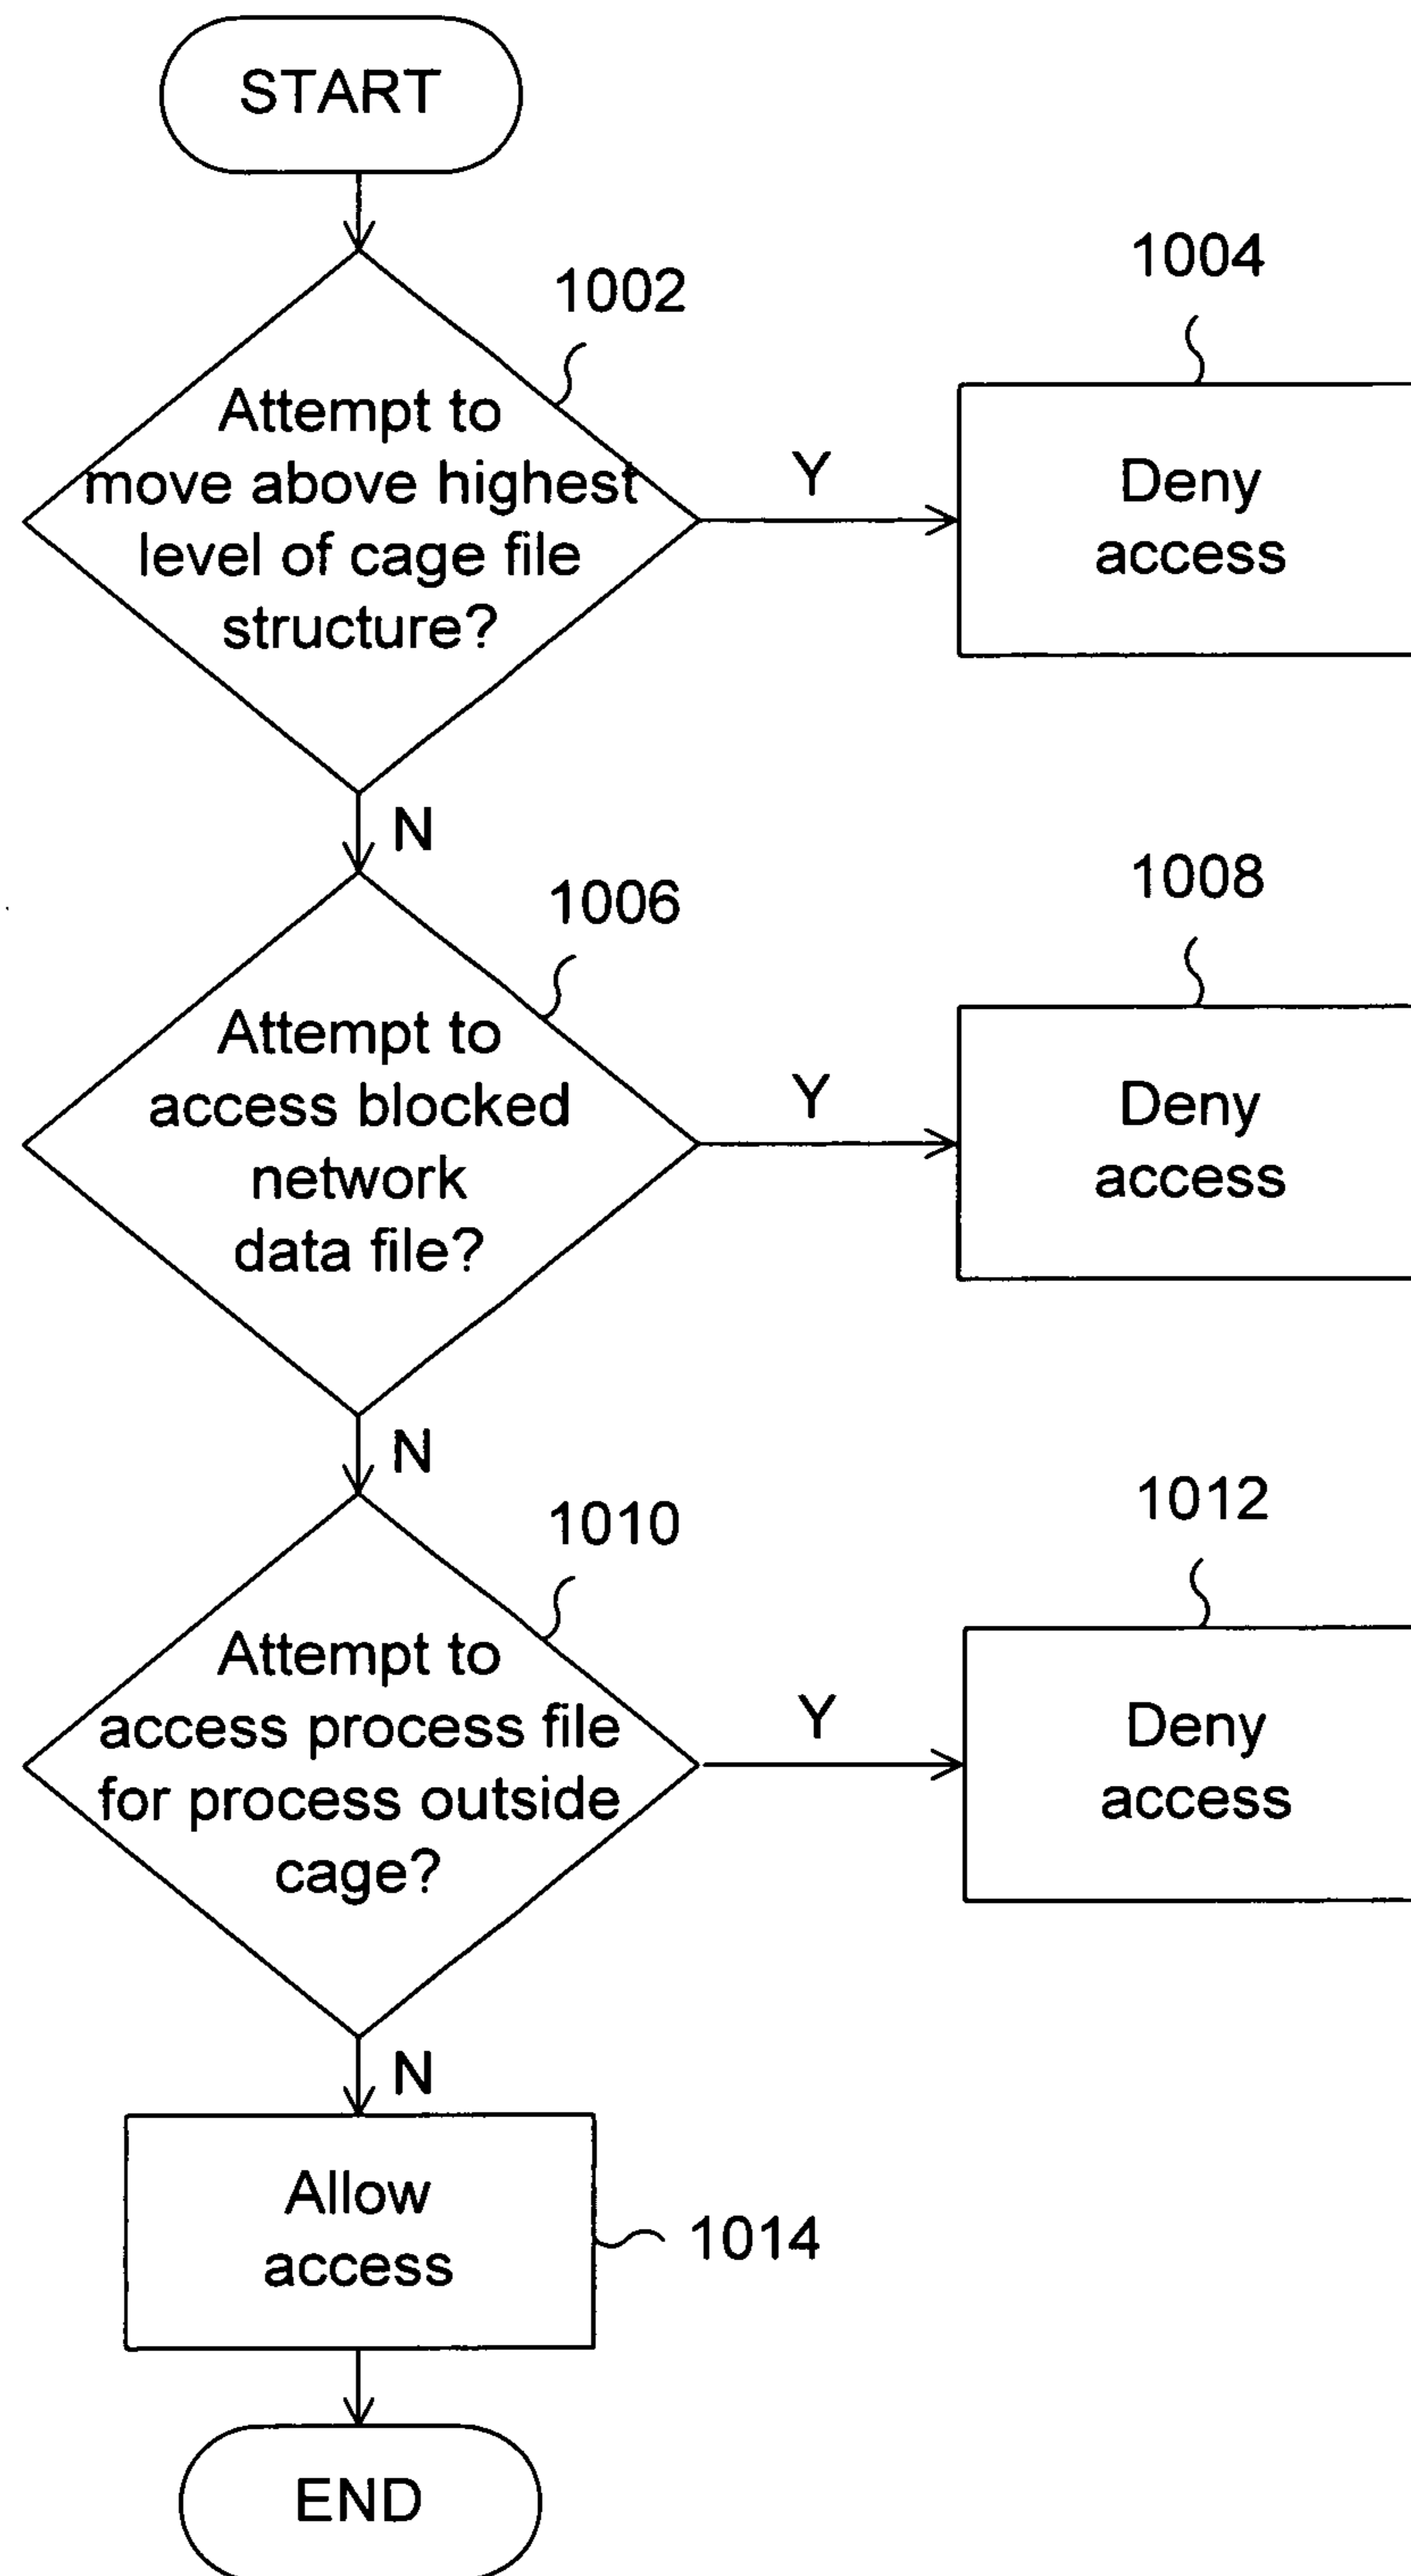 START
1002
Attempt to
move above highest
level of cage file
structure?
Y
1004
Deny
access
N
1006
Attempt to
access blocked
network
data file?
Y
1008
Deny
access
N
1010
Attempt to
access process file
for process outside
cage?
Y
1012
Deny
access
N
Allow
access
1014
END